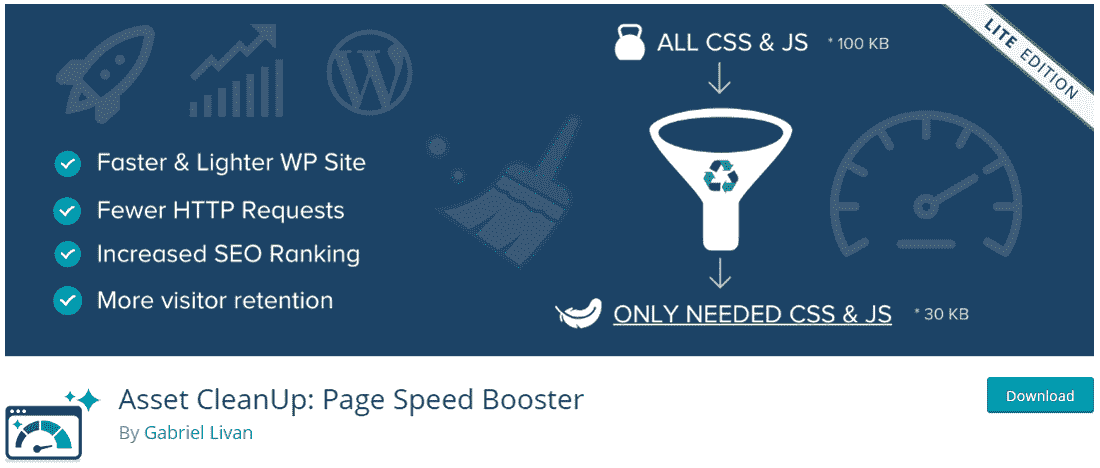 LITE EDITION
ALL CSS & JS * 100 KB
Faster & Lighter WP Site
Fewer HTTP Requests
Increased SEO Ranking
More visitor retention
ONLY NEEDED CSS & JS * 30 KB
Asset CleanUp: Page Speed Booster
Download
By Gabriel Livan